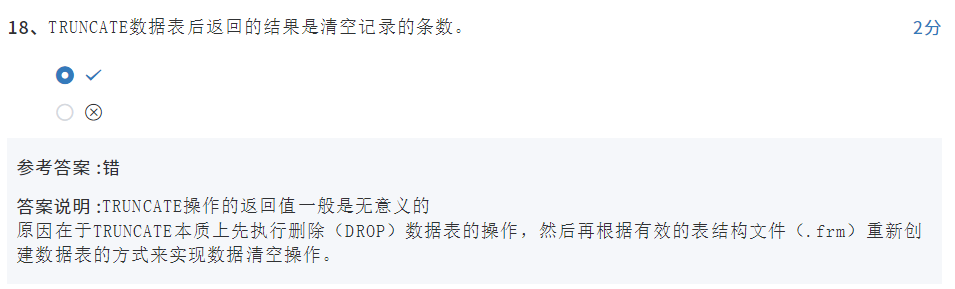 18、TRUNCATE数据表后返回的结果是清空记录的条数。 2分
参考答案 :错
答案说明 :TRUNCATE操作的返回值一般是无意义的
原因在于TRUNCATE本质上先执行删除（DROP）数据表的操作，然后再根据有效的表结构文件（.frm）重新创
建数据表的方式来实现数据清空操作。